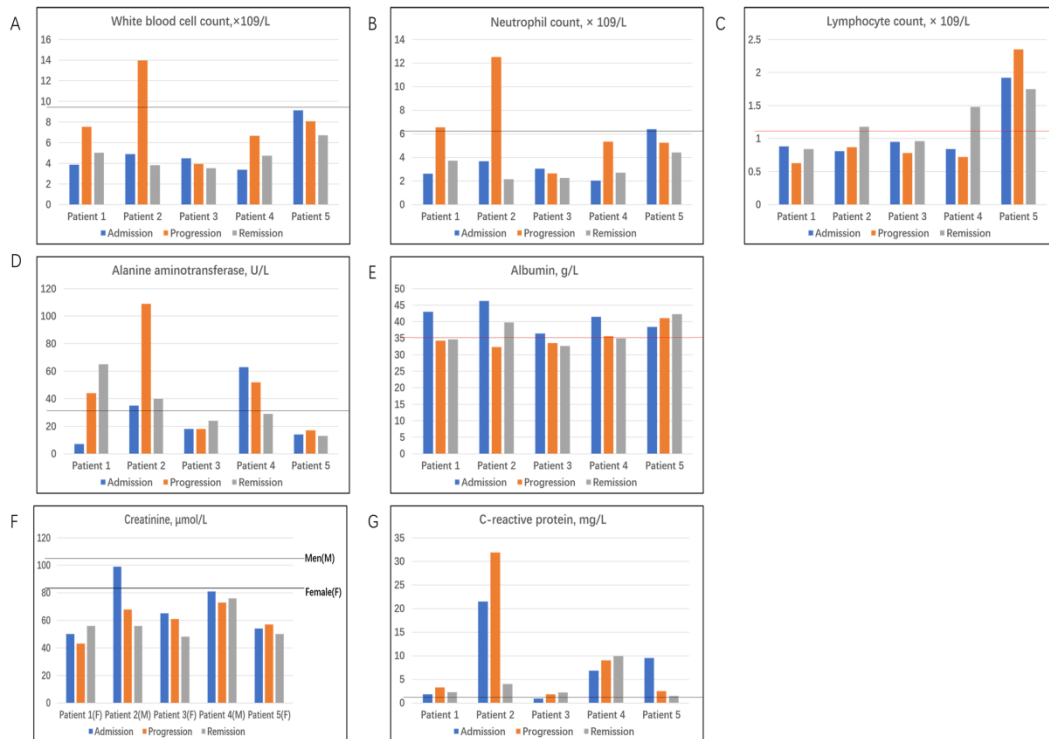 A
White blood cell count,×109/L
16
14
12
10
8
6
4
2
0
Patient 1 Patient 2 Patient 3 Patient 4 Patient 5
Admission Progression Remission
B
Neutrophil count, × 109/L
14
12
10
8
6
4
2
0
Patient 1 Patient 2 Patient 3 Patient 4 Patient 5
Admission Progression Remission
C
Lymphocyte count, × 109/L
2.5
2
1.5
1
0.5
0
Patient 1 Patient 2 Patient 3 Patient 4 Patient 5
Admission Progression Remission
D
Alanine aminotransferase, U/L
120
100
80
60
40
20
0
Patient 1 Patient 2 Patient 3 Patient 4 Patient 5
Admission Progression Remission
E
Albumin, g/L
50
45
40
35
30
25
20
15
10
5
0
Patient 1 Patient 2 Patient 3 Patient 4 Patient 5
Admission Progression Remission
F
Creatinine, μmol/L
120
100
80
60
40
20
0
Men(M)
Female(F)
Patient 1(F) Patient 2(M) Patient 3(F) Patient 4(M) Patient 5(F)
Admission Progression Remission
G
C-reactive protein, mg/L
35
30
25
20
15
10
5
0
Patient 1 Patient 2 Patient 3 Patient 4 Patient 5
Admission Progression Remission